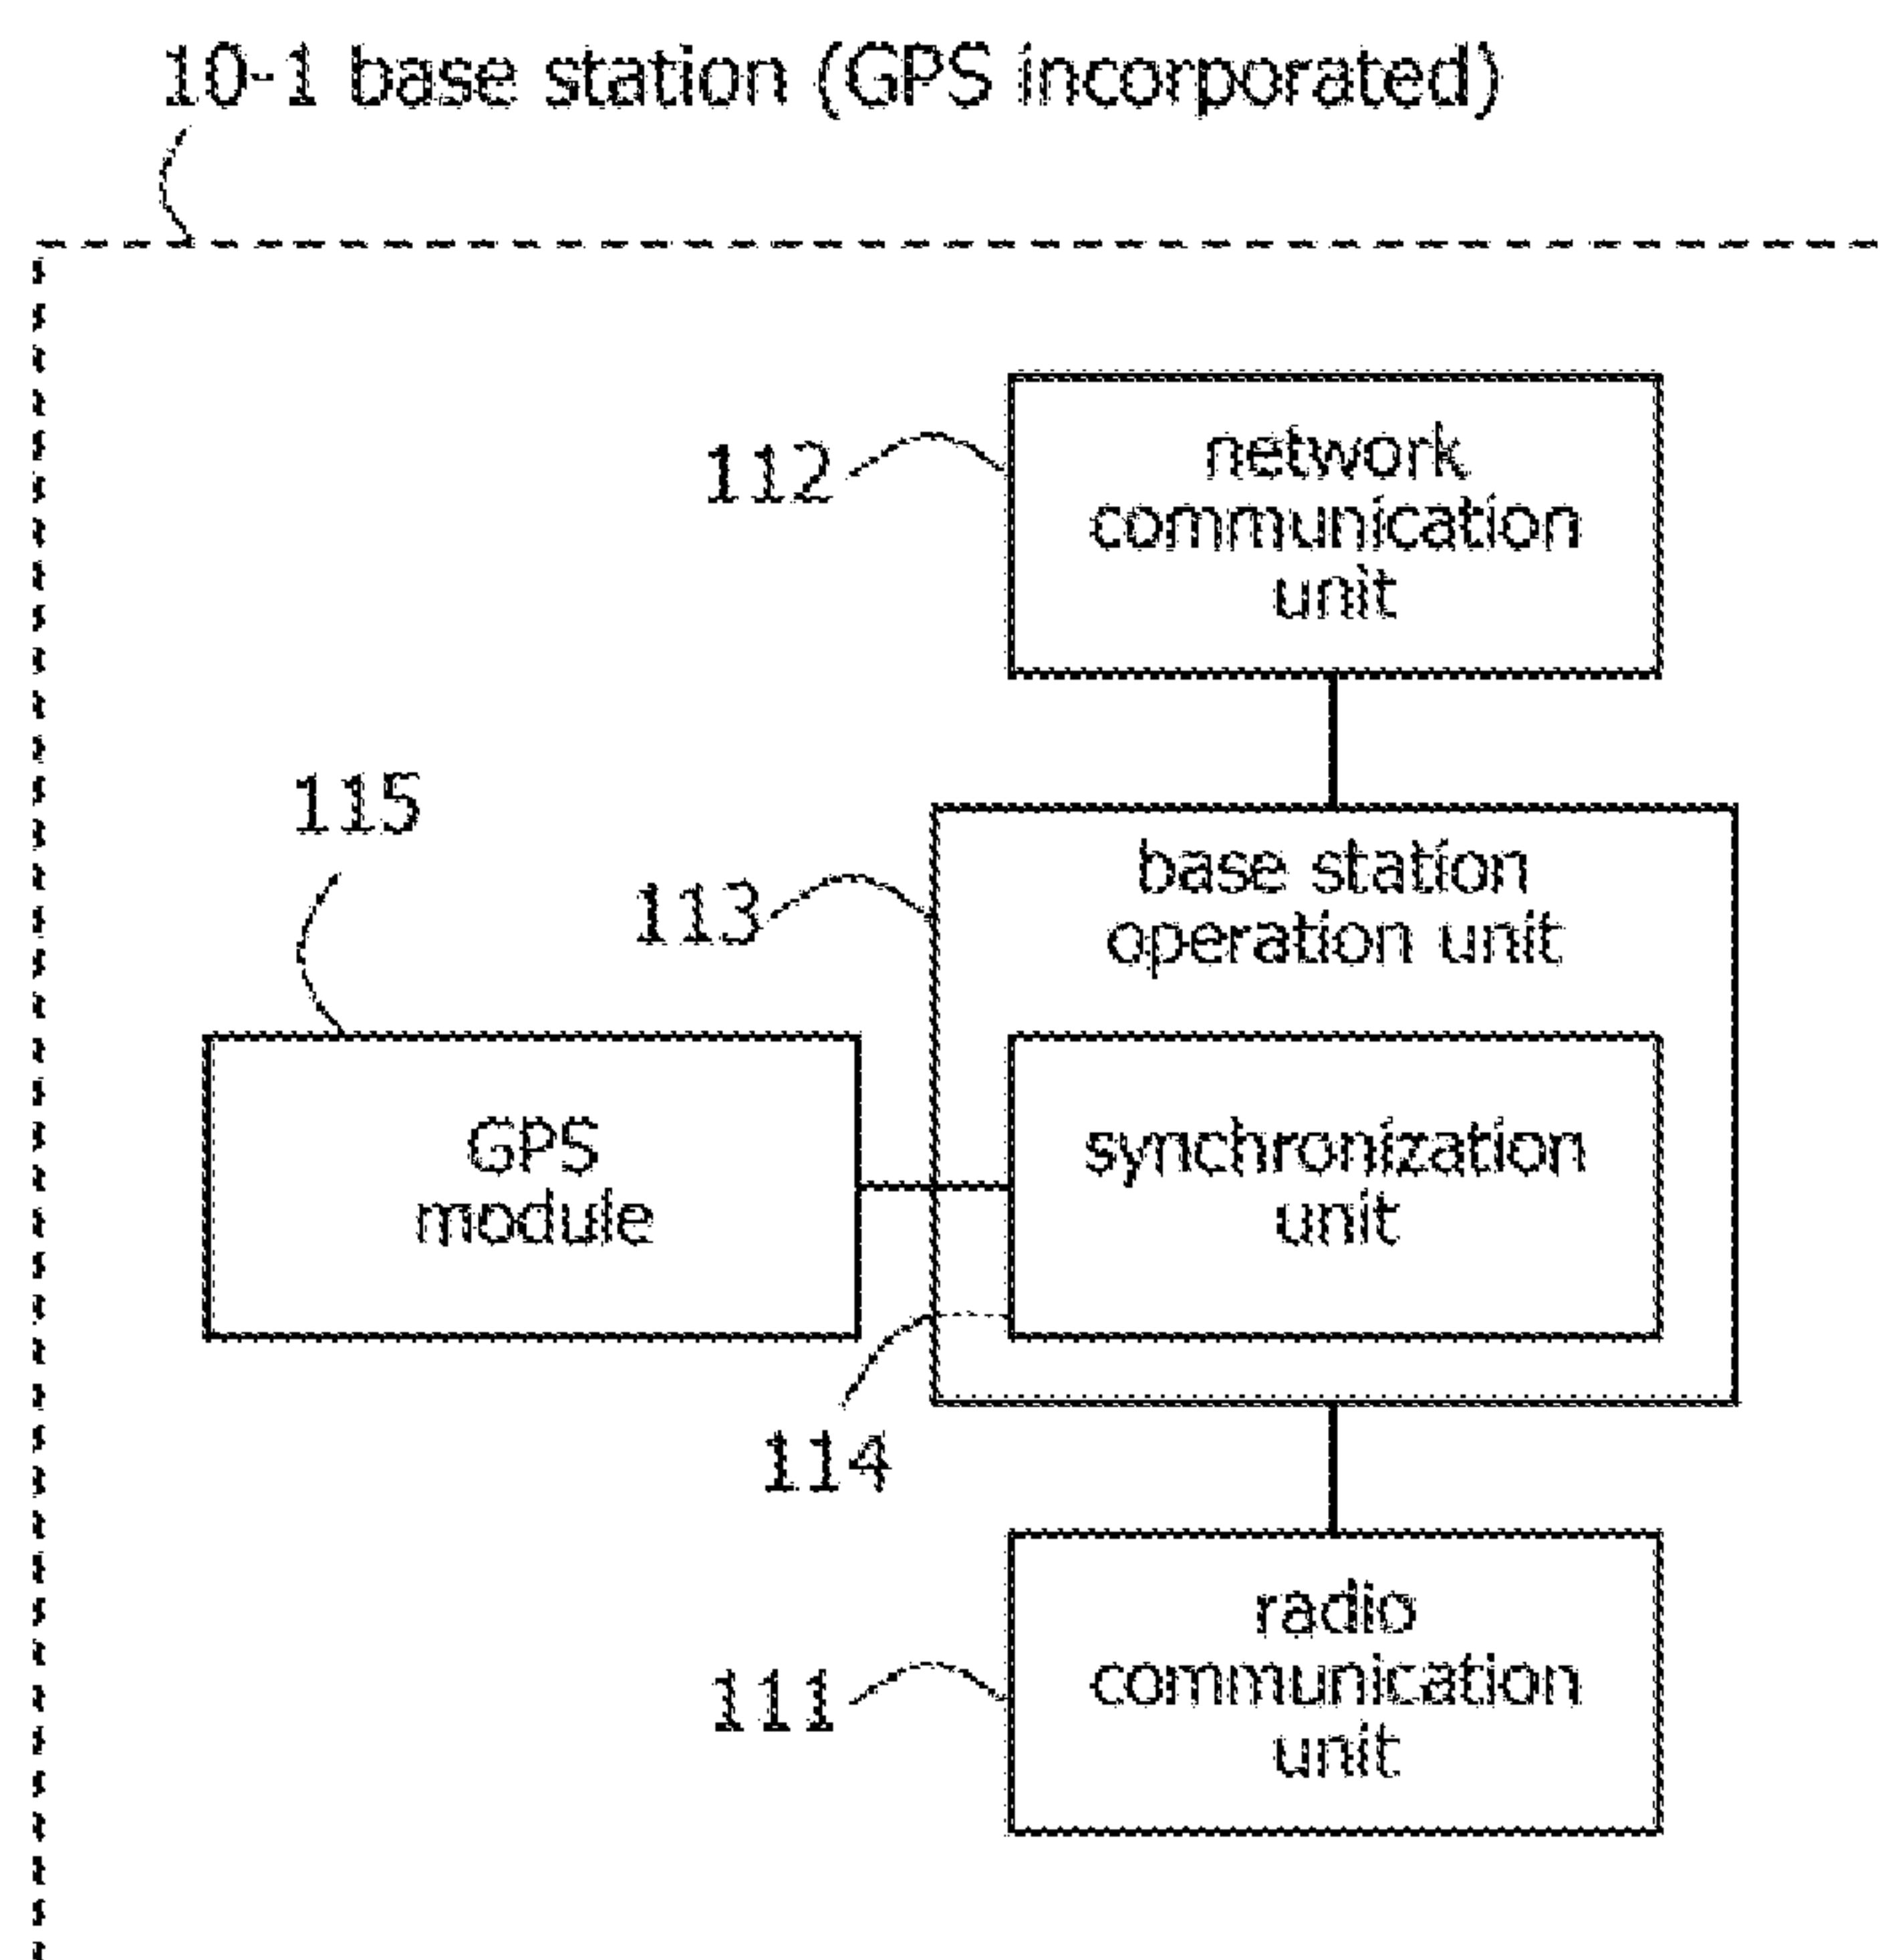 10-1 base station (GPS incorporated)
112
network
communication
unit
115
113
base station
operation unit
GPS
module
synchronization
unit
114
111
radio
communication
unit